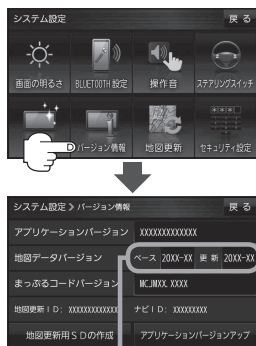 システム設定
戻る
画面の明るさ
BLUETOOTH 設定
操作音
ステアリングスイッチ
バージョン情報
地図更新
セキュリティ設定
システム設定 > バージョン情報
戻る
アプリケーションバージョン XXXXXXXXXXXXX
地図データバージョン ベース 20XX-XX 更新 20XX-XX
まっぷるコードバージョン MCJMXX.XXXX
地図更新ID: XXXXXXXXXXXXX ナビID: XXXXXXXXX
地図更新用SDの作成 アプリケーションバージョンアップ